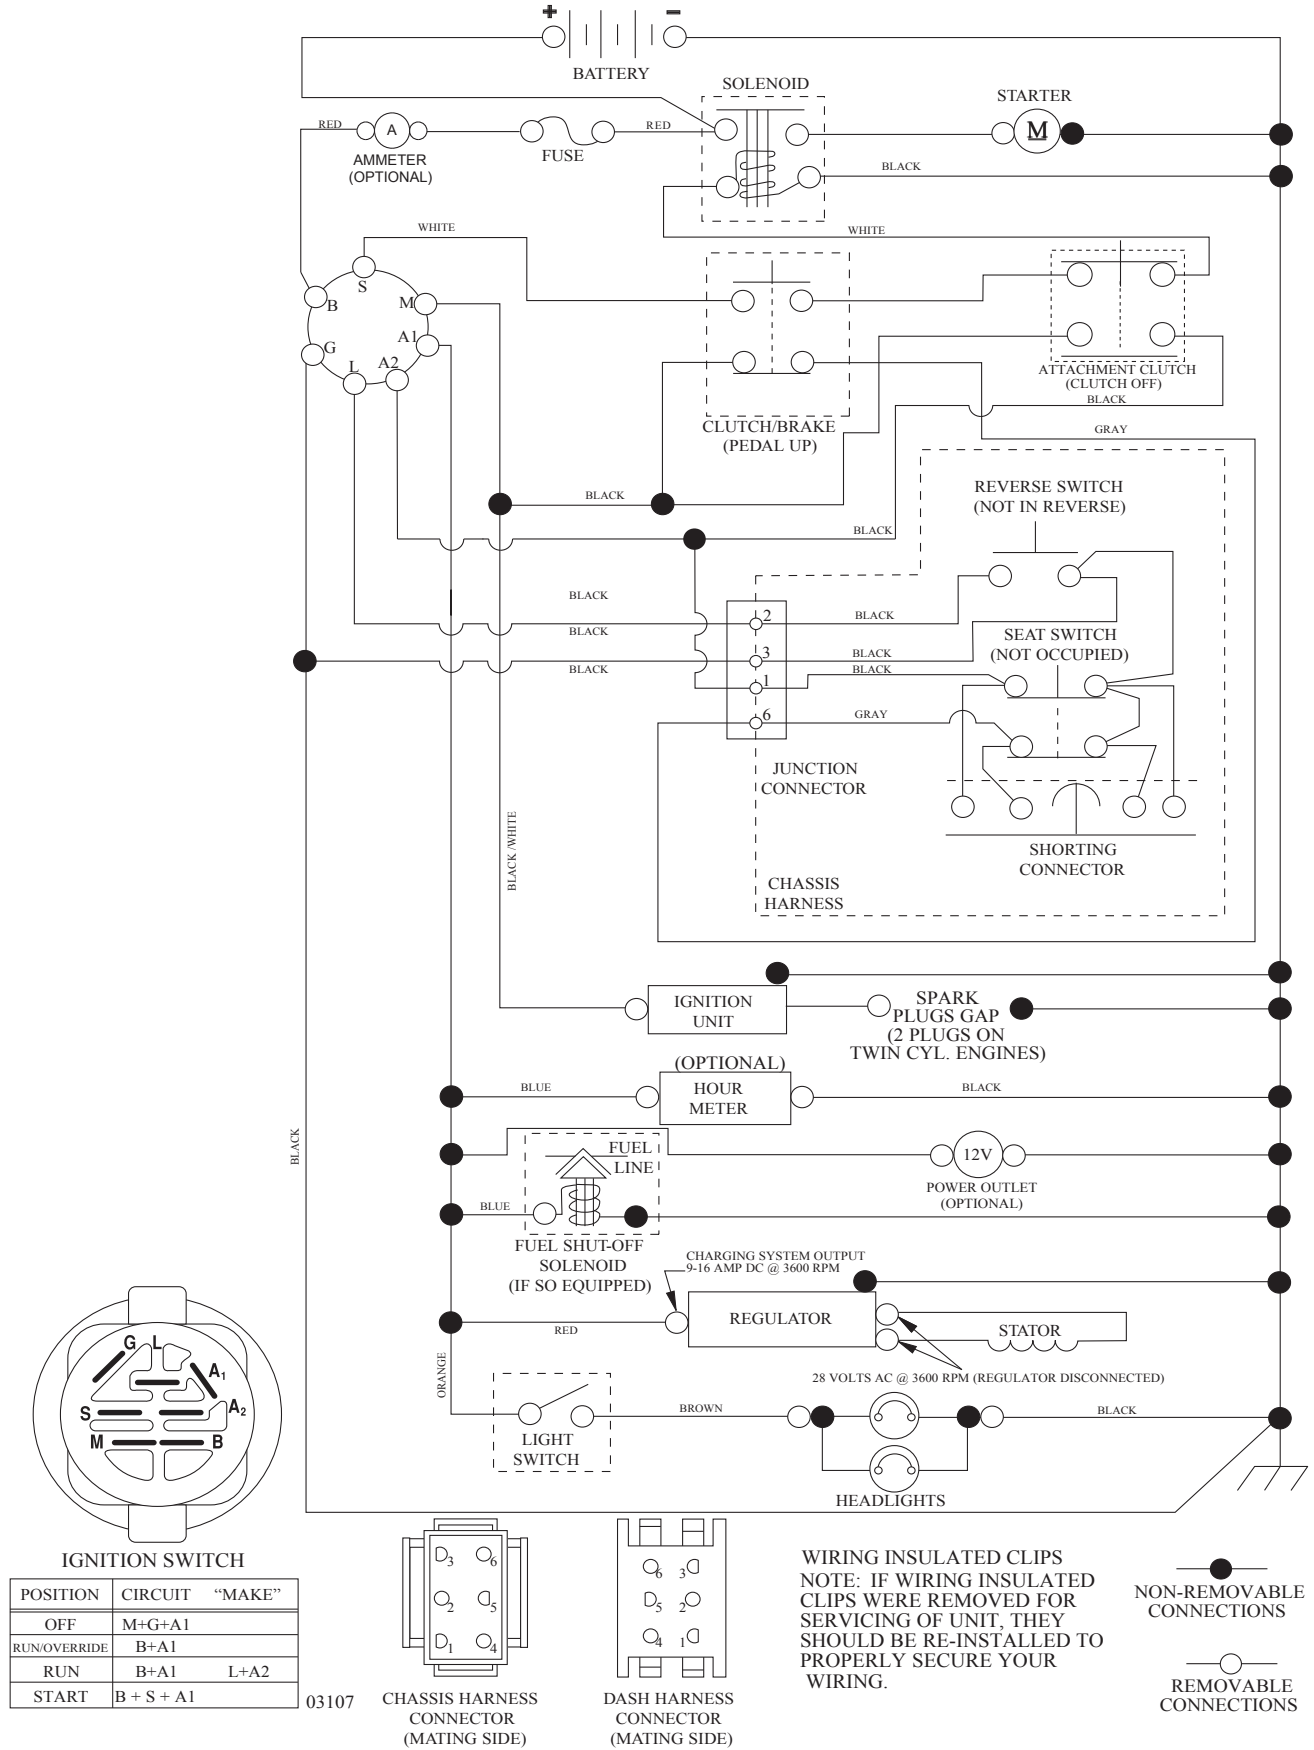 + −
BATTERY
SOLENOID
STARTER
RED
A
RED
M
FUSE
AMMETER
(OPTIONAL)
BLACK
WHITE
WHITE
S
B
M
A1
G
L
A2
ATTACHMENT CLUTCH
(CLUTCH OFF)
BLACK
CLUTCH/BRAKE
(PEDAL UP)
GRAY
REVERSE SWITCH
(NOT IN REVERSE)
BLACK
BLACK
BLACK
2
BLACK
BLACK
SEAT SWITCH
(NOT OCCUPIED)
3
BLACK
BLACK
BLACK
1
6
GRAY
JUNCTION
CONNECTOR
BLACK /WHITE
SHORTING
CONNECTOR
CHASSIS
HARNESS
IGNITION
UNIT
SPARK
PLUGS GAP
(2 PLUGS ON
TWIN CYL. ENGINES)
(OPTIONAL)
BLUE
HOUR
METER
BLACK
BLACK
FUEL
LINE
12V
POWER OUTLET
(OPTIONAL)
BLUE
FUEL SHUT-OFF
SOLENOID
(IF SO EQUIPPED)
CHARGING SYSTEM OUTPUT
9-16 AMP DC @ 3600 RPM
REGULATOR
RED
STATOR
ORANGE
28 VOLTS AC @ 3600 RPM (REGULATOR DISCONNECTED)
BROWN
BLACK
LIGHT
SWITCH
HEADLIGHTS
G L
A1
S
A2
M
B
IGNITION SWITCH
POSITION CIRCUIT “MAKE”
OFF M+G+A1
RUN/OVERRIDE B+A1
RUN B+A1 L+A2
START B + S + A1
03107
3 6
2 5
1 4
CHASSIS HARNESS
CONNECTOR
(MATING SIDE)
6 3
5 2
4 1
DASH HARNESS
CONNECTOR
(MATING SIDE)
WIRING INSULATED CLIPS
NOTE: IF WIRING INSULATED
CLIPS WERE REMOVED FOR
SERVICING OF UNIT, THEY
SHOULD BE RE-INSTALLED TO
PROPERLY SECURE YOUR
WIRING.
NON-REMOVABLE
CONNECTIONS
REMOVABLE
CONNECTIONS